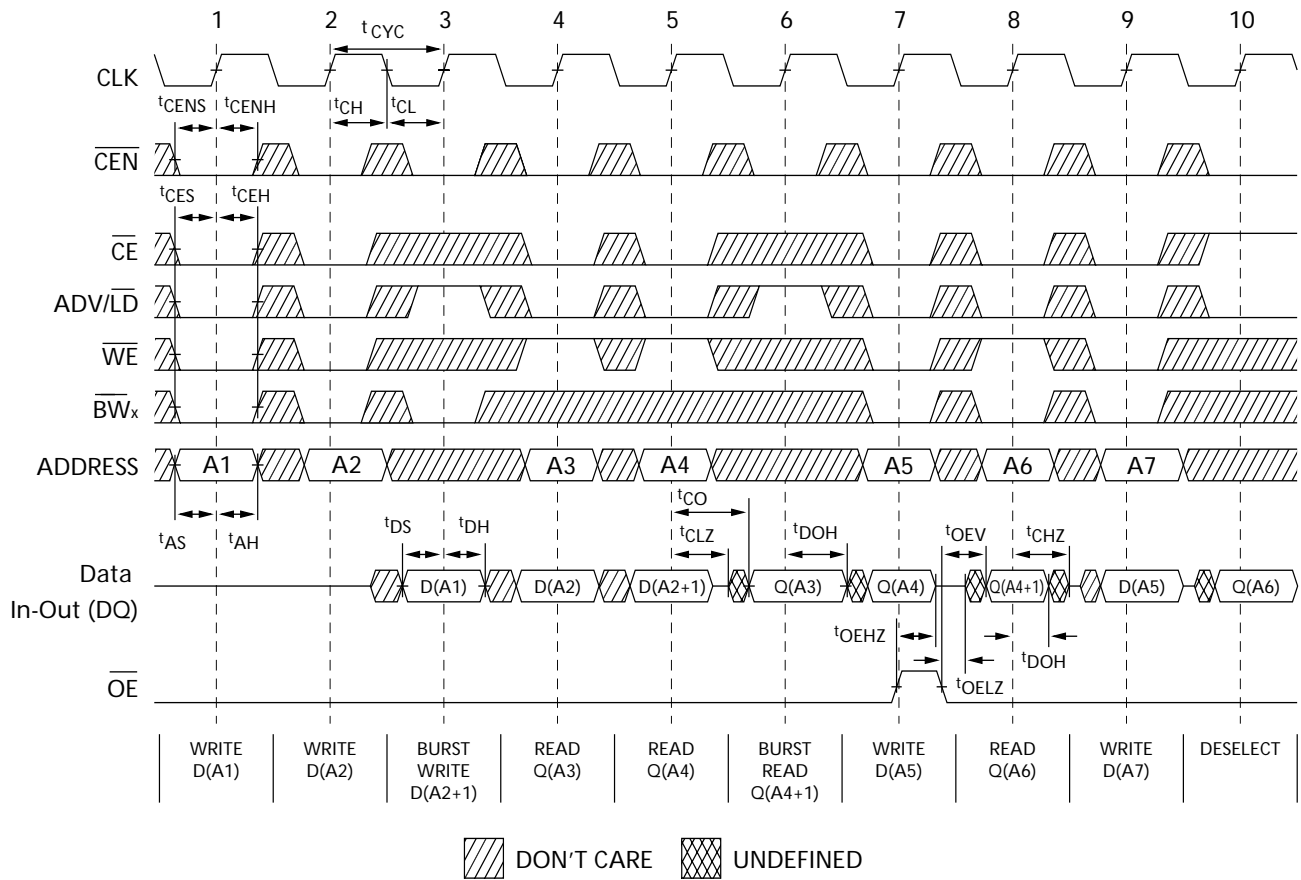 1 2 3 4 5 6 7 8 9 10
tCYC
CLK
tCENS tCENH tCH tCL
CEN
tCES tCEH
CE
ADV/LD
WE
BWx
ADDRESS A1 A2 A3 A4 A5 A6 A7
tCO
tAS tAH tDS tDH tCLZ tDOH tOEV tCHZ
Data
In-Out (DQ)
D(A1) D(A2) D(A2+1) Q(A3) Q(A4) Q(A4+1) D(A5) Q(A6)
tOEHZ tDOH
tOELZ
OE
WRITE
D(A1)
WRITE
D(A2)
BURST
WRITE
D(A2+1)
READ
Q(A3)
READ
Q(A4)
BURST
READ
Q(A4+1)
WRITE
D(A5)
READ
Q(A6)
WRITE
D(A7)
DESELECT
DON'T CARE UNDEFINED